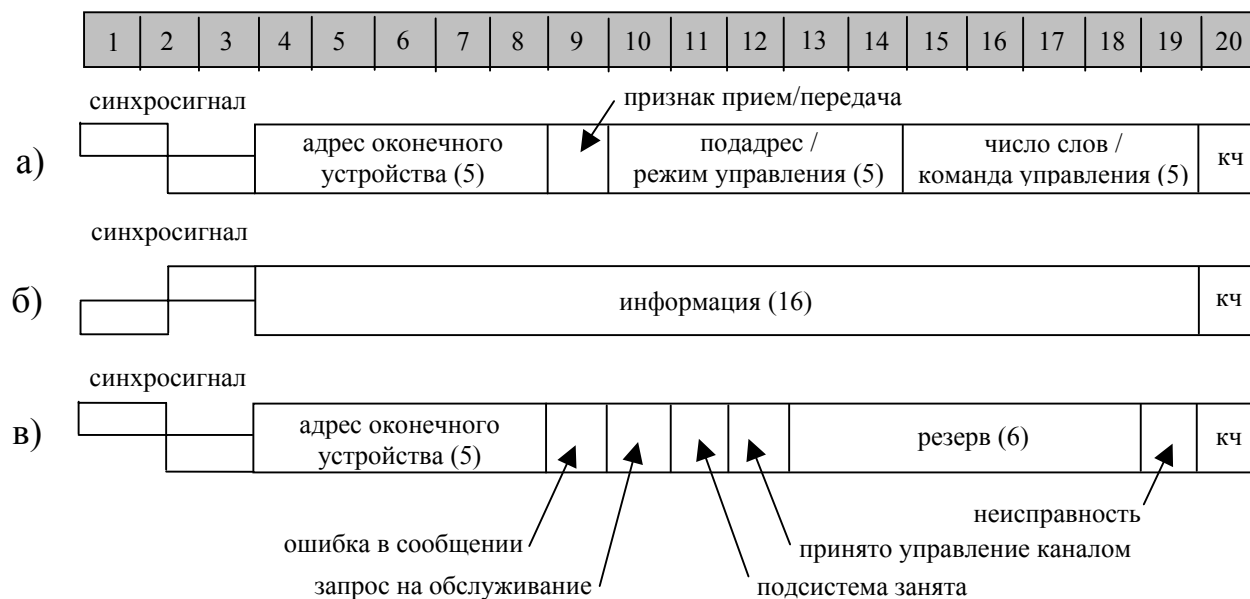 1 2 3 4 5 6 7 8 9 10 11 12 13 14 15 16 17 18 19 20
синхросигнал
признак прием/передача
а)
адрес оконечного
устройства (5)
подадрес /
режим управления (5)
число слов /
команда управления (5)
кч
синхросигнал
б)
информация (16)
кч
синхросигнал
в)
адрес оконечного
устройства (5)
резерв (6)
кч
неисправность
ошибка в сообщении
принято управление каналом
запрос на обслуживание
подсистема занята